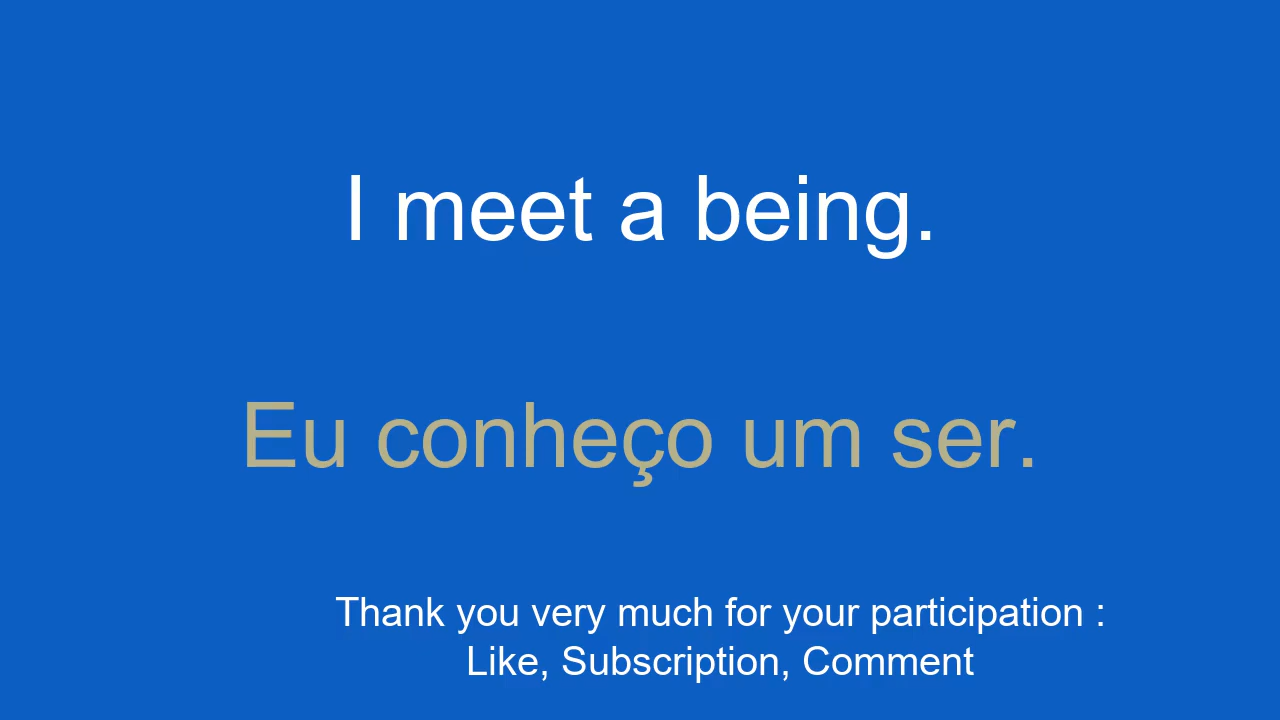 I meet a being.
Eu conheço um ser.
Thank you very much for your participation :
Like, Subscription, Comment